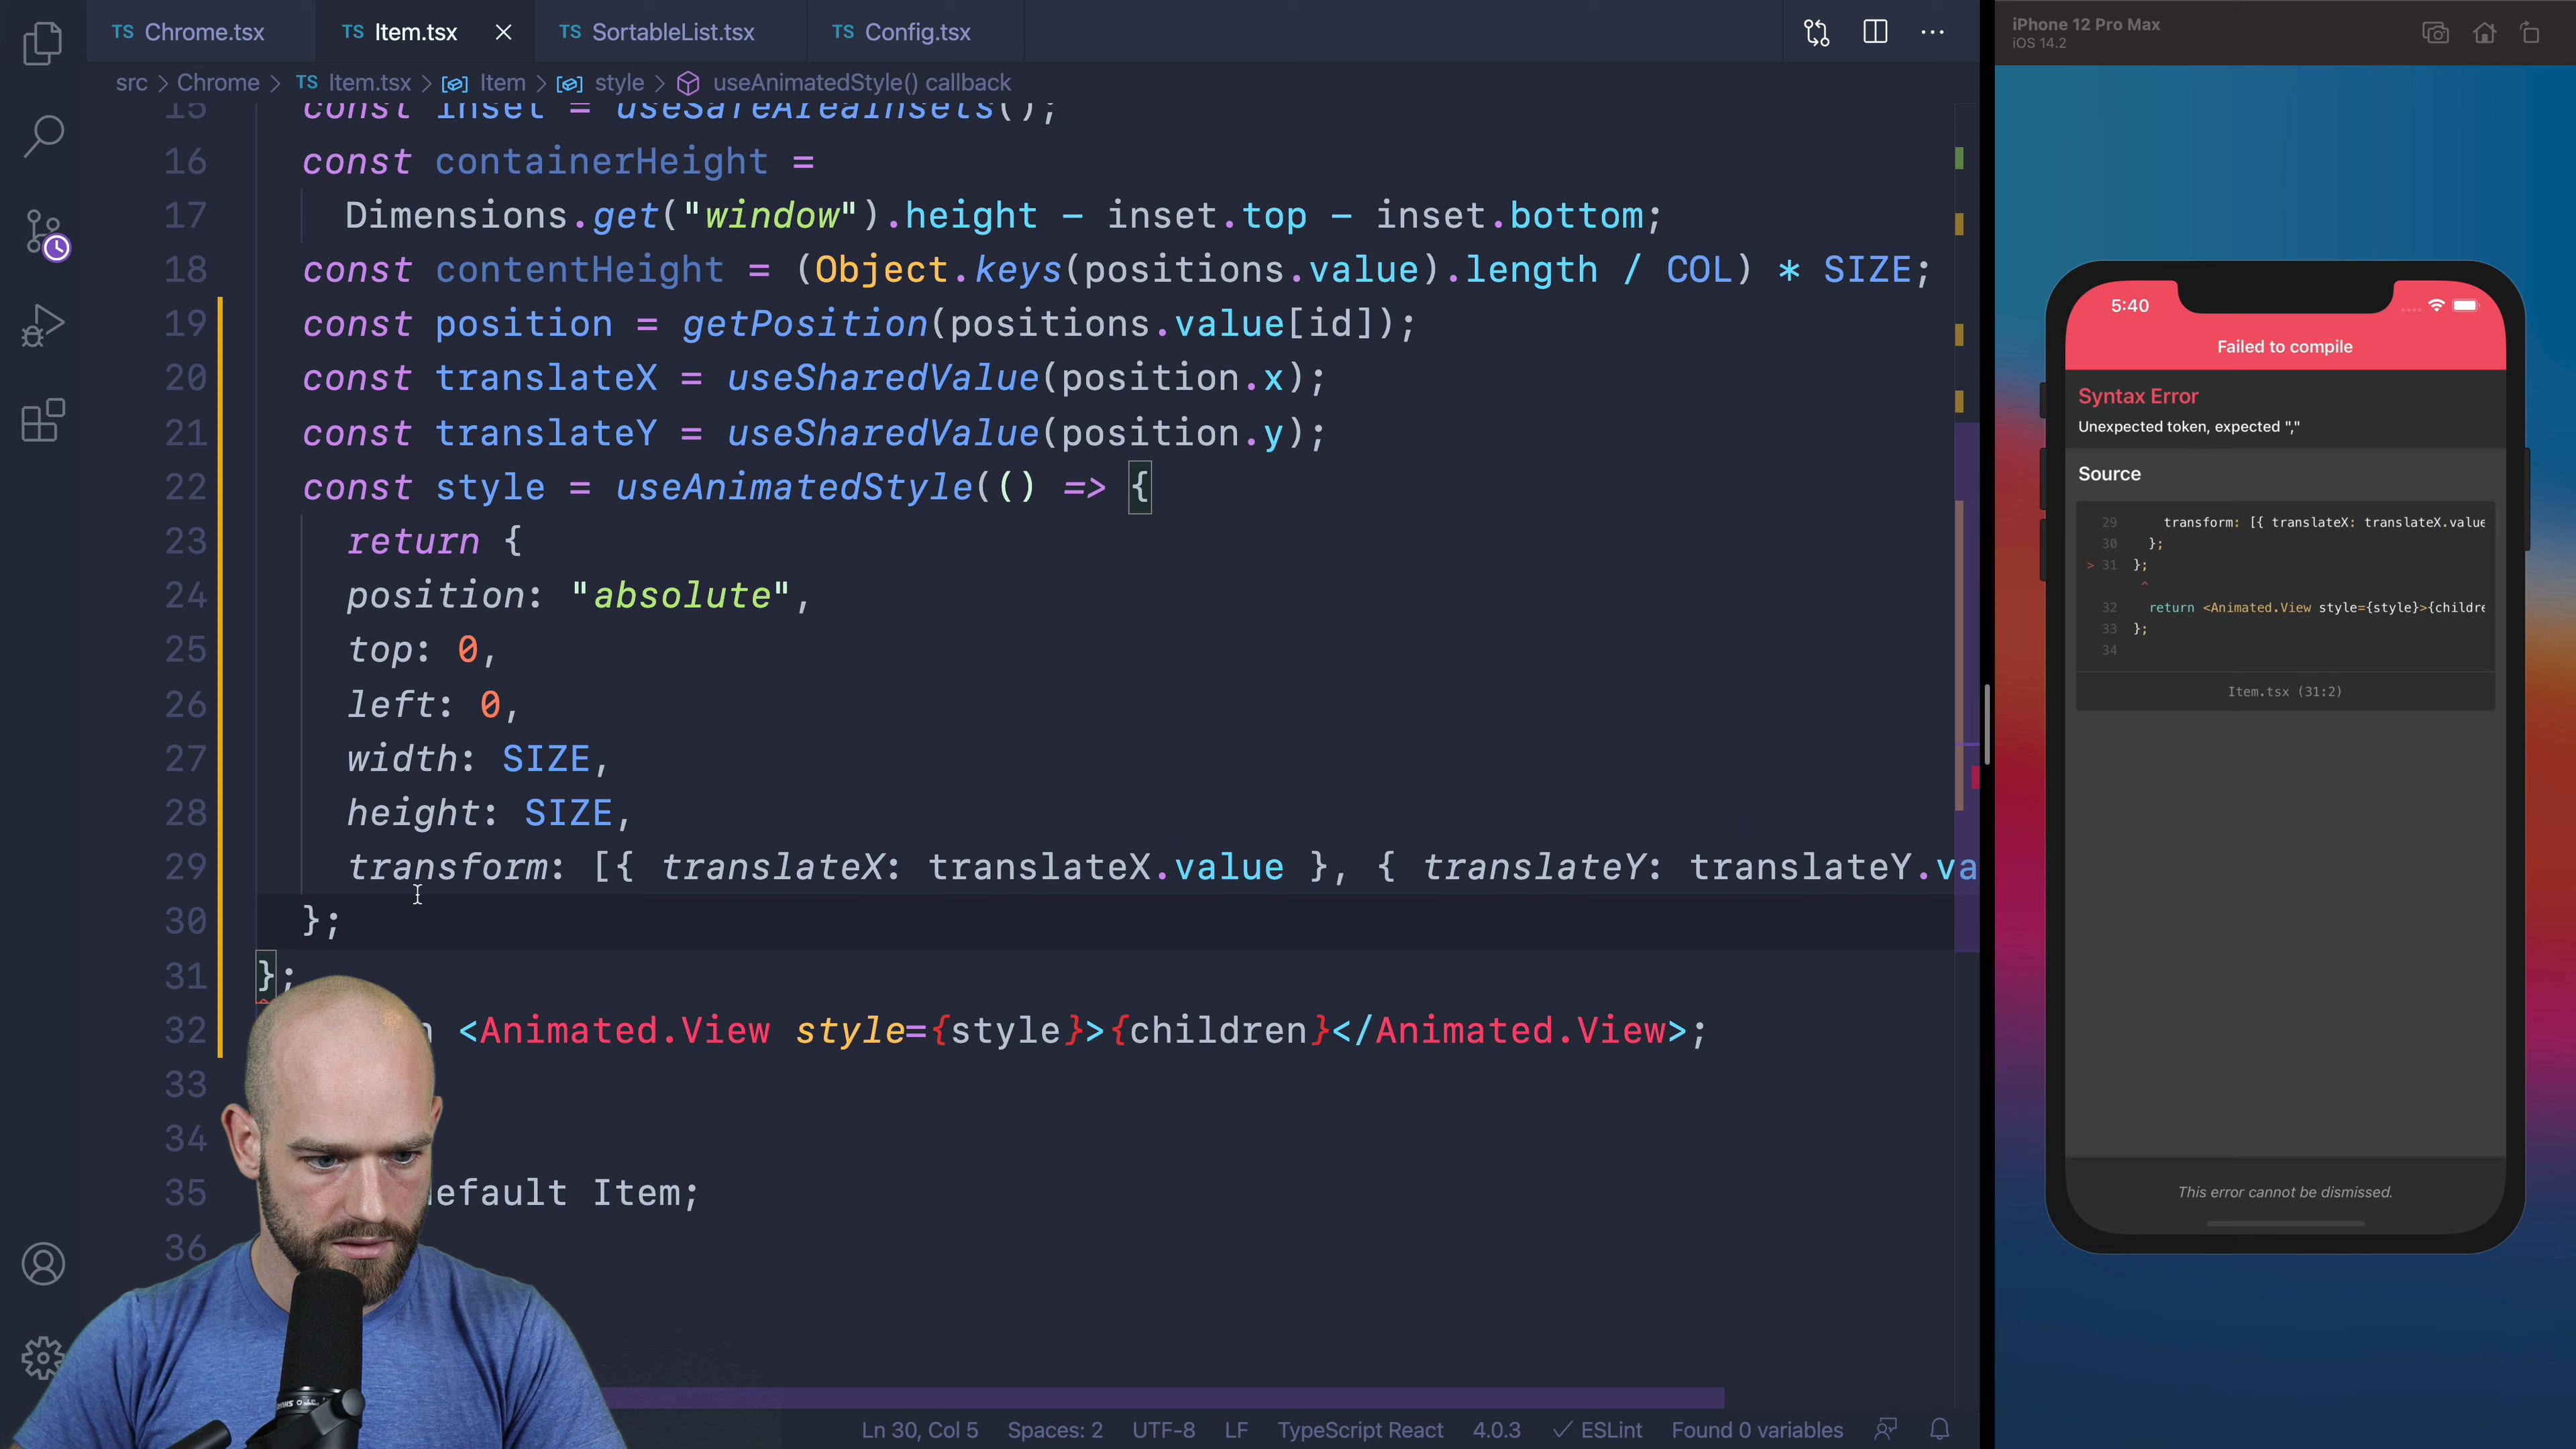 TS Chrome.tsx
TS Item.tsx
TS SortableList.tsx
TS Config.tsx
src > Chrome > TS Item.tsx > Item > style > useAnimatedStyle() callback
15 const inset = useSafeAreaInsets();
16 const containerHeight =
17 Dimensions.get("window").height - inset.top - inset.bottom;
18 const contentHeight = (Object.keys(positions.value).length / COL) * SIZE;
19 const position = getPosition(positions.value[id]);
20 const translateX = useSharedValue(position.x);
21 const translateY = useSharedValue(position.y);
22 const style = useAnimatedStyle(() => {
23 return {
24 position: "absolute",
25 top: 0,
26 left: 0,
27 width: SIZE,
28 height: SIZE,
29 transform: [{ translateX: translateX.value }, { translateY: translateY.va
30 };
31 };
32 n <Animated.View style={style}>{children}</Animated.View>;
33
34
35 efault Item;
36
Ln 30, Col 5 Spaces: 2 UTF-8 LF TypeScript React 4.0.3 ESLint Found 0 variables
iPhone 12 Pro Max
iOS 14.2
5:40
Failed to compile
Syntax Error
Unexpected token, expected ","
Source
29 transform: [{ translateX: translateX.value
30 };
> 31 };
^
32 return <Animated.View style={style}>{childre
33 };
34
Item.tsx (31:2)
This error cannot be dismissed.